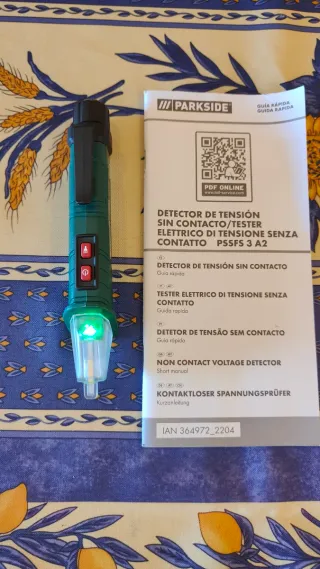 /// PARKSIDE
GUÍA RÁPIDA
GUIDA RAPIDA
PDF ONLINE
DETECTOR DE TENSIÓN
SIN CONTACTO/TESTER
ELETTRICO DI TENSIONE SENZA
CONTATTO PSSFS 3 A2
DETECTOR DE TENSIÓN SIN CONTACTO
Guía rápida
TESTER ELETTRICO DI TENSIONE SENZA
CONTATTO
Guida rapida
DETETOR DE TENSÃO SEM CONTACTO
Guia rápido
NON CONTACT VOLTAGE DETECTOR
Short manual
KONTAKTLOSER SPANNUNGSPRÜFER
Kurzanleitung
IAN 364972_2204